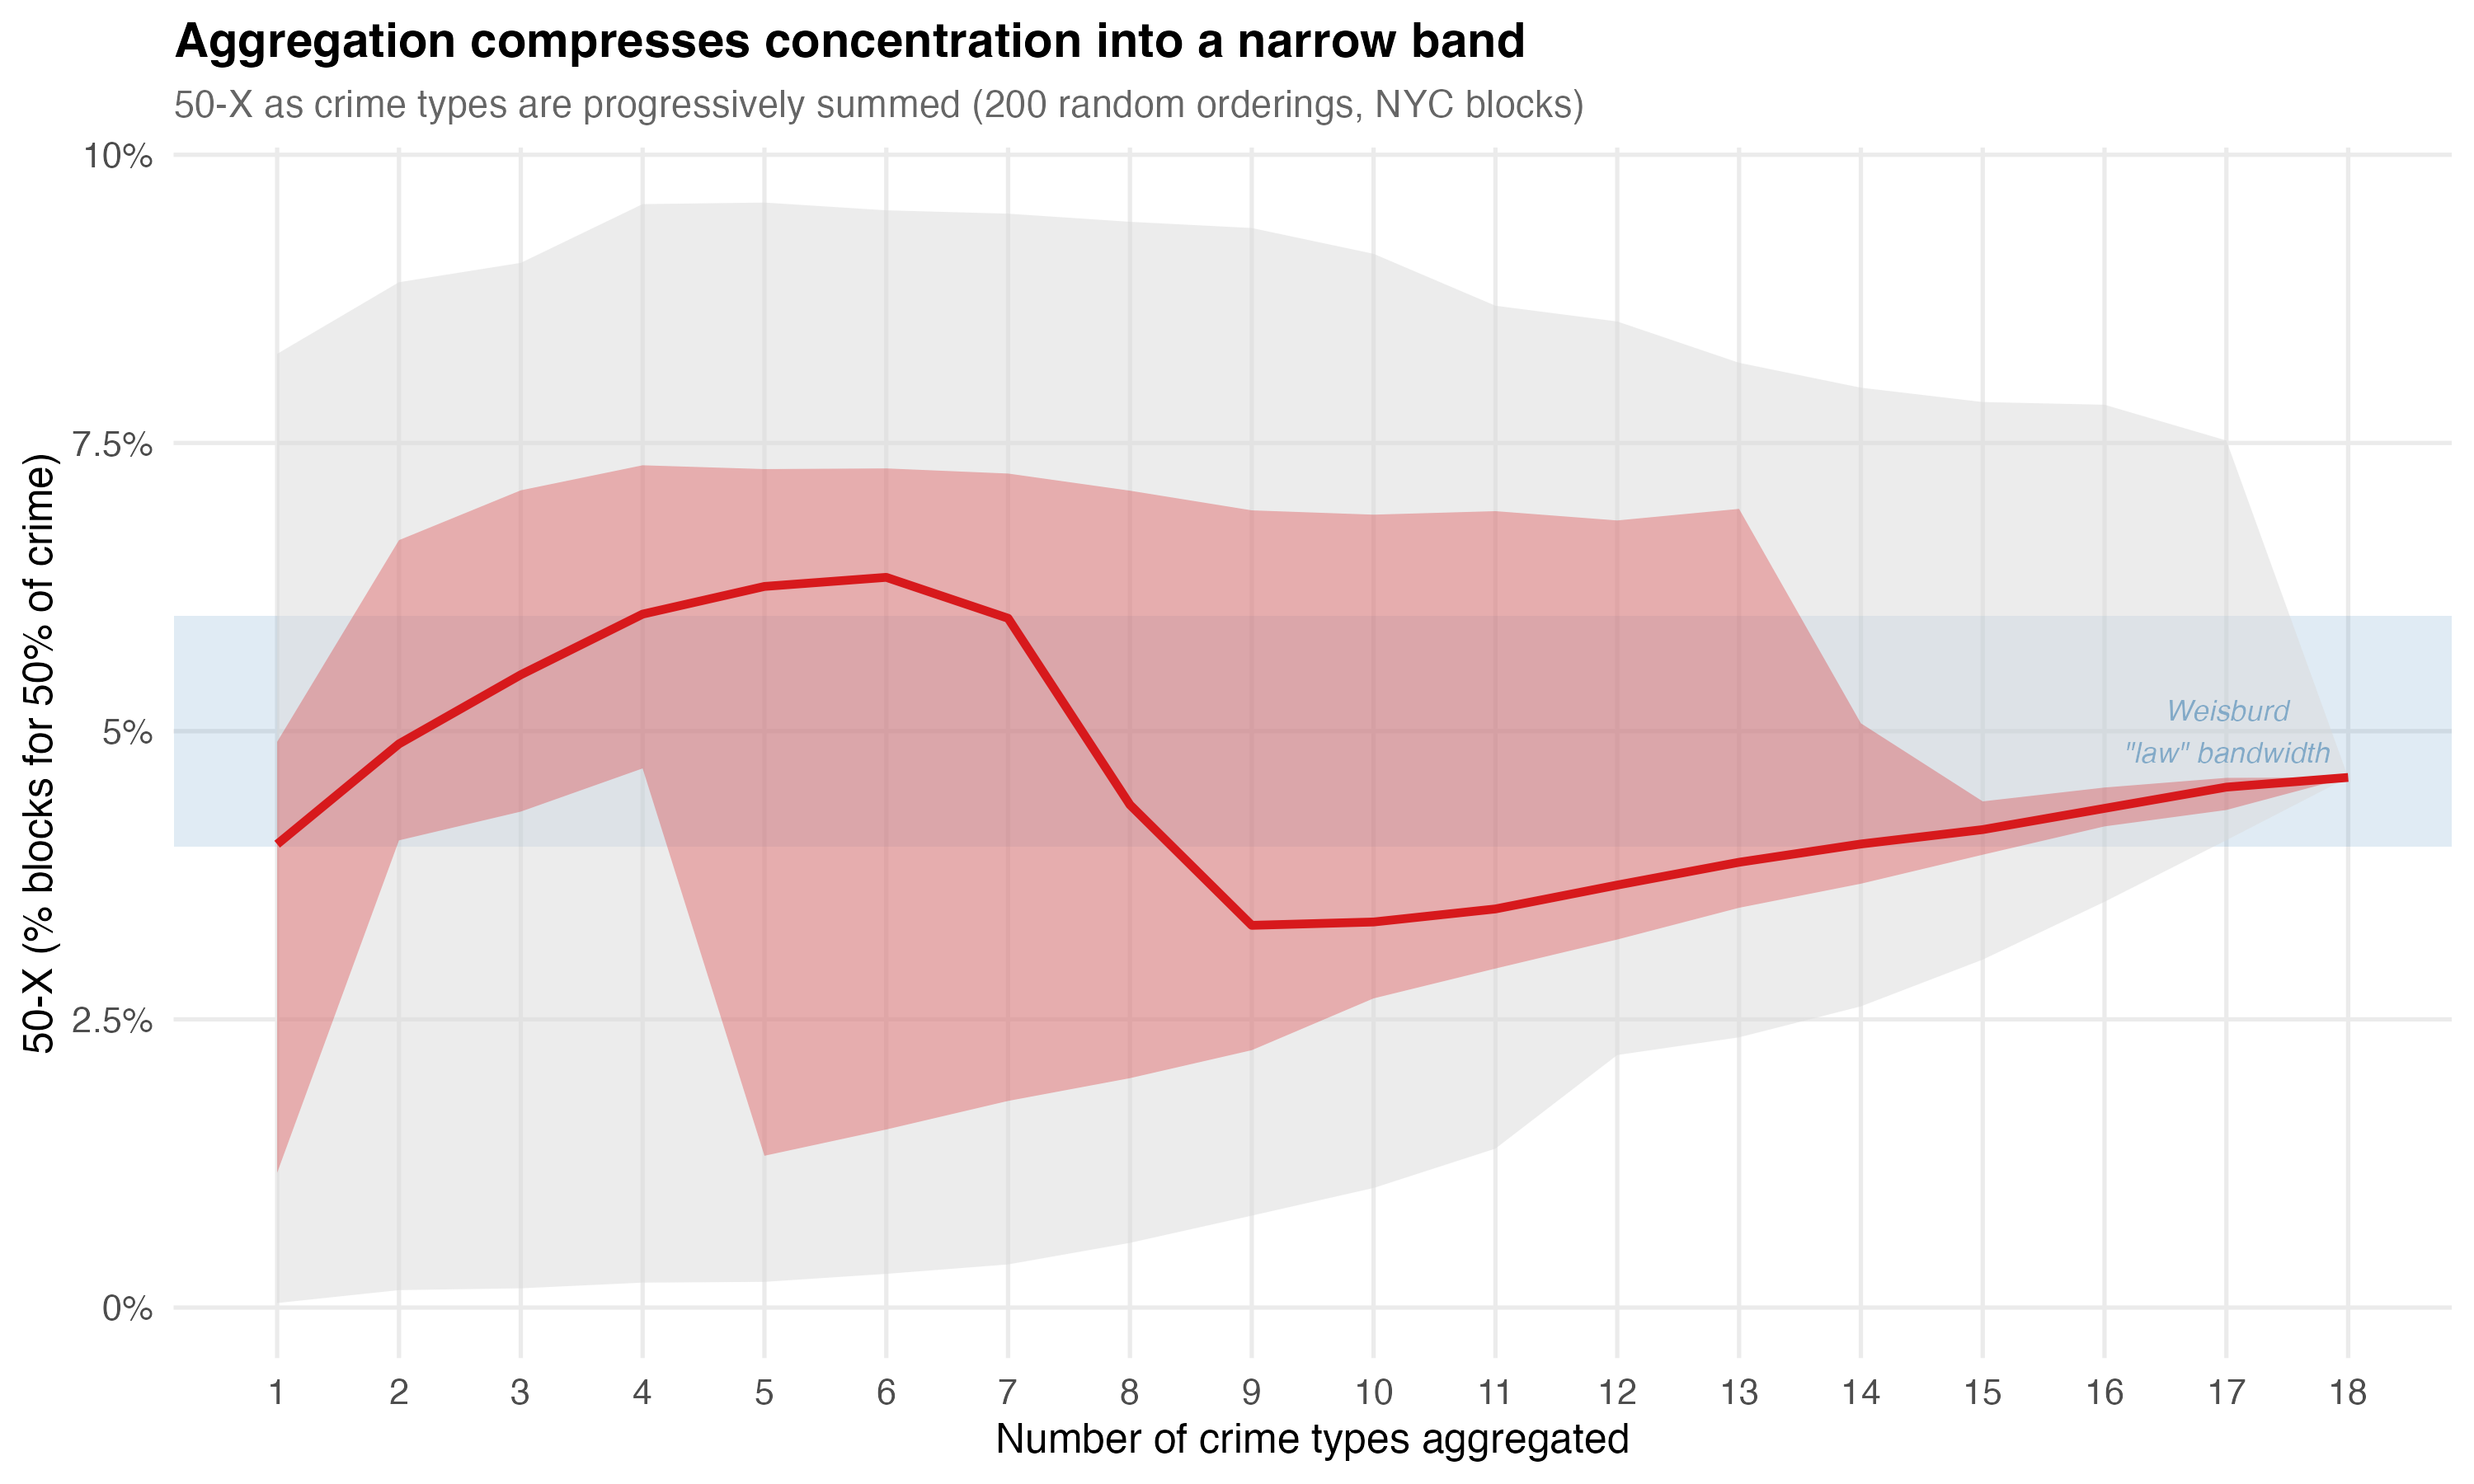 Aggregation compresses concentration into a narrow band
50-X as crime types are progressively summed (200 random orderings, NYC blocks)
10%
7.5%
5%
2.5%
0%
50-X (% blocks for 50% of crime)
Weisburd
"law" bandwidth
1 2 3 4 5 6 7 8 9 10 11 12 13 14 15 16 17 18
Number of crime types aggregated